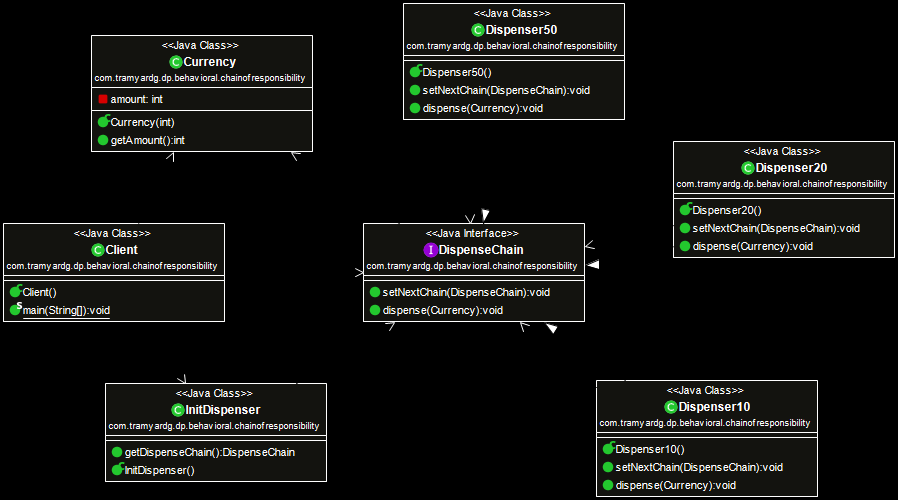 <<Java Class>>
Currency
com.tramyardg.dp.behavioral.chainofresponsibility
amount: int
Currency(int)
getAmount():int
<<Java Class>>
Dispenser50
com.tramyardg.dp.behavioral.chainofresponsibility
Dispenser50()
setNextChain(DispenseChain):void
dispense(Currency):void
<<Java Class>>
Dispenser20
com.tramyardg.dp.behavioral.chainofresponsibility
Dispenser20()
setNextChain(DispenseChain):void
dispense(Currency):void
<<Java Class>>
Client
com.tramyardg.dp.behavioral.chainofresponsibility
Client()
main(String[]):void
<<Java Interface>>
DispenseChain
com.tramyardg.dp.behavioral.chainofresponsibility
setNextChain(DispenseChain):void
dispense(Currency):void
<<Java Class>>
InitDispenser
com.tramyardg.dp.behavioral.chainofresponsibility
getDispenseChain():DispenseChain
InitDispenser()
<<Java Class>>
Dispenser10
com.tramyardg.dp.behavioral.chainofresponsibility
Dispenser10()
setNextChain(DispenseChain):void
dispense(Currency):void